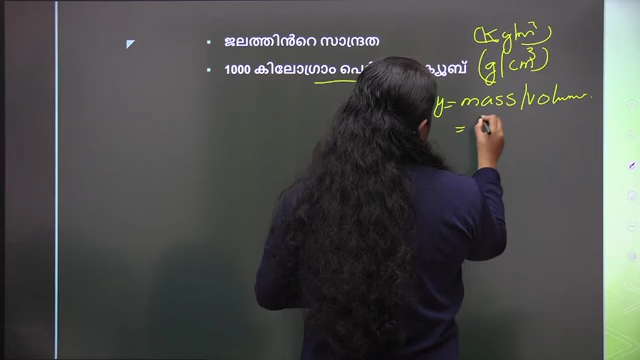 ജലത്തിൻറെ സാന്ദ്രത
1000 കിലോഗ്രാം ക്യൂബ്
(Kg/m³)
(g/cm³)
y = mass/volume
=